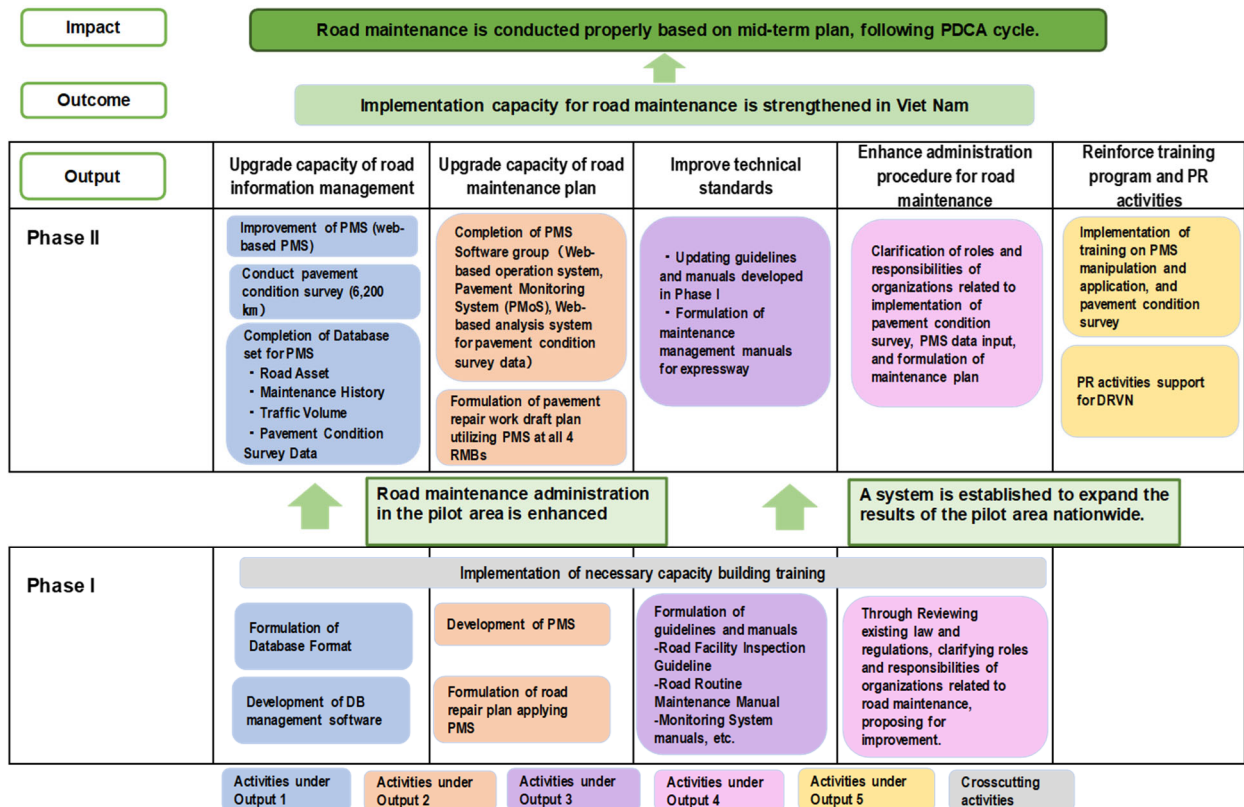 Impact
Road maintenance is conducted properly based on mid-term plan, following PDCA cycle.
Outcome
Implementation capacity for road maintenance is strengthened in Viet Nam
Output
Upgrade capacity of road
information management
Upgrade capacity of road
maintenance plan
Improve technical
standards
Enhance administration
procedure for road
maintenance
Reinforce training
program and PR
activities
Phase II
Improvement of PMS (web-
based PMS)
Conduct pavement
condition survey (6,200
km)
Completion of Database
set for PMS
・Road Asset
・Maintenance History
・Traffic Volume
・Pavement Condition
Survey Data
Completion of PMS
Software group（Web-
based operation system,
Pavement Monitoring
System (PMoS), Web-
based analysis system
for pavement condition
survey data）
Formulation of pavement
repair work draft plan
utilizing PMS at all 4
RMBs
・Updating guidelines
and manuals developed
in Phase I
・Formulation of
maintenance
management manuals
for expressway
Clarification of roles and
responsibilities of
organizations related to
implementation of
pavement condition
survey, PMS data input,
and formulation of
maintenance plan
Implementation of
training on PMS
manipulation and
application, and
pavement condition
survey
PR activities support
for DRVN
Road maintenance administration
in the pilot area is enhanced
A system is established to expand the
results of the pilot area nationwide.
Phase I
Implementation of necessary capacity building training
Formulation of
Database Format
Development of DB
management software
Development of PMS
Formulation of road
repair plan applying
PMS
Formulation of
guidelines and manuals
-Road Facility Inspection
Guideline
-Road Routine
Maintenance Manual
-Monitoring System
manuals, etc.
Through Reviewing
existing law and
regulations, clarifying roles
and responsibilities of
organizations related to
road maintenance,
proposing for
improvement.
Activities under
Output 1
Activities under
Output 2
Activities under
Output 3
Activities under
Output 4
Activities under
Output 5
Crosscutting
activities